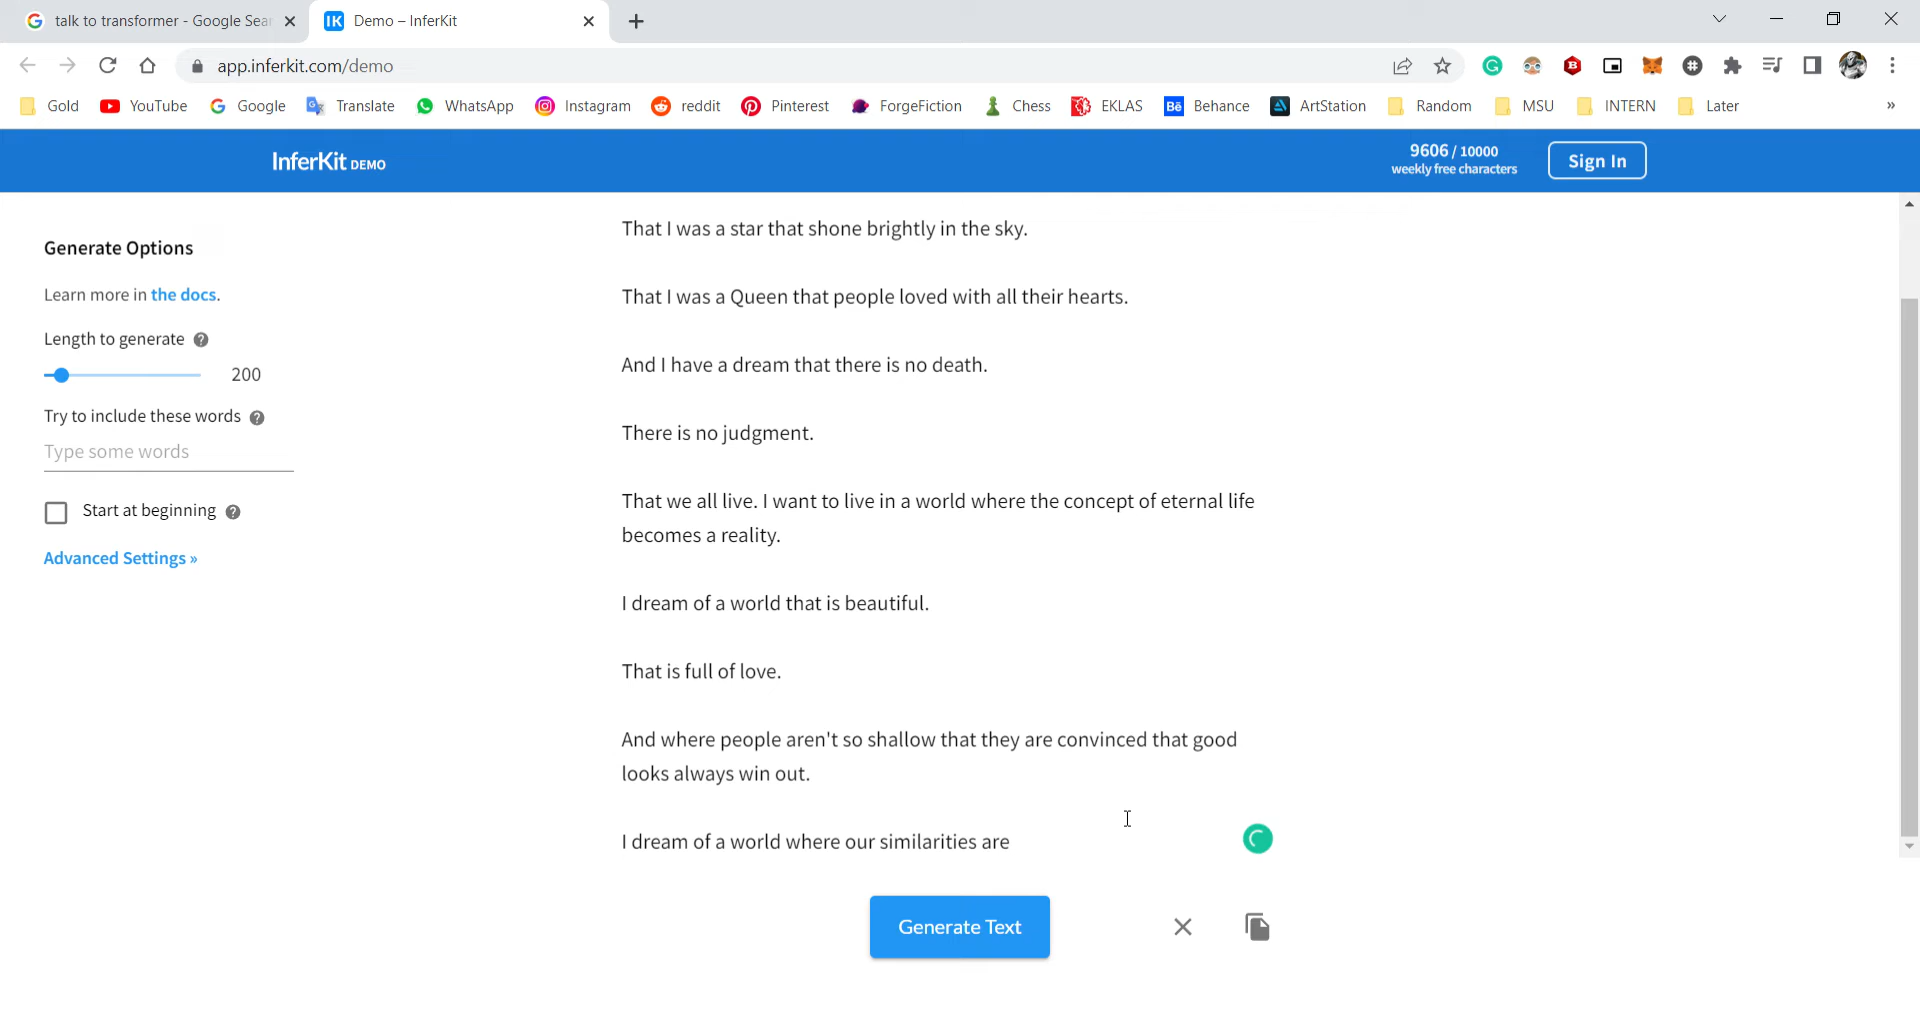 talk to transformer - Google Sea
Demo – InferKit
app.inferkit.com/demo
Gold YouTube Google Translate WhatsApp Instagram reddit Pinterest ForgeFiction Chess EKLAS Behance ArtStation Random MSU INTERN Later »
InferKit DEMO
9606 / 10000
weekly free characters
Sign In
Generate Options
Learn more in the docs.
Length to generate
200
Try to include these words
Type some words
Start at beginning
Advanced Settings »
That I was a star that shone brightly in the sky.
That I was a Queen that people loved with all their hearts.
And I have a dream that there is no death.
There is no judgment.
That we all live. I want to live in a world where the concept of eternal life
becomes a reality.
I dream of a world that is beautiful.
That is full of love.
And where people aren't so shallow that they are convinced that good
looks always win out.
I dream of a world where our similarities are
Generate Text